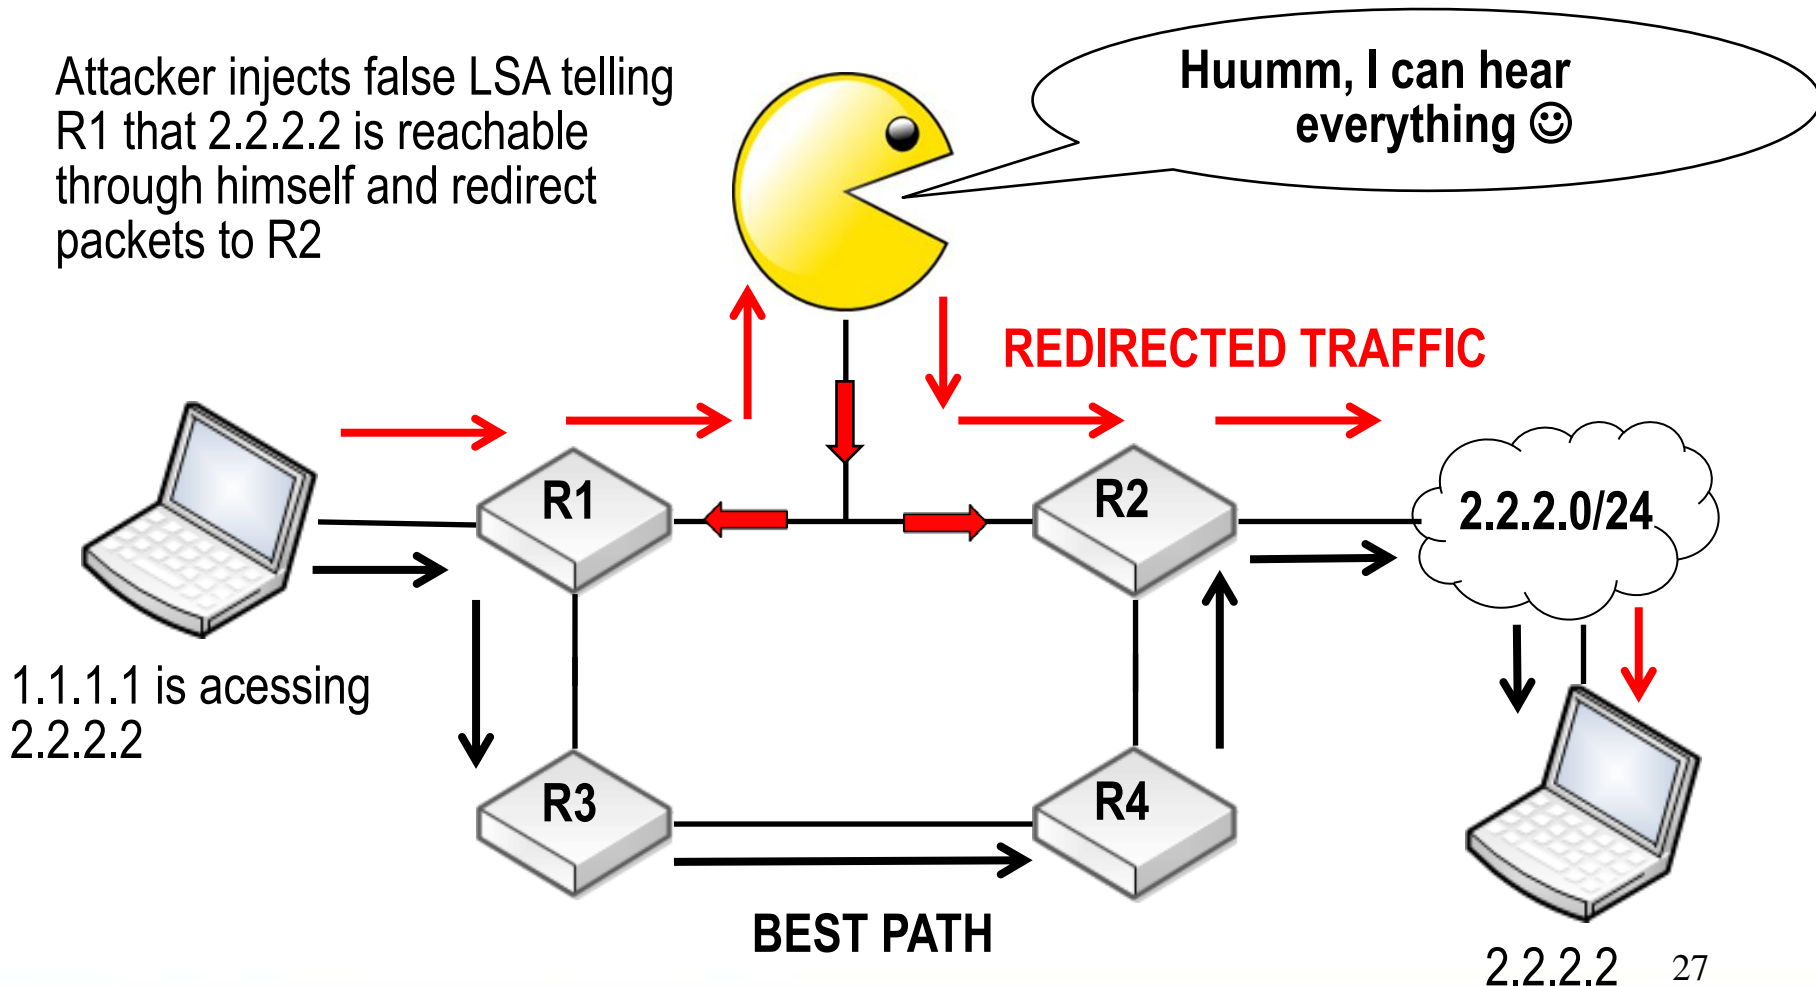 Attacker injects false LSA telling
R1 that 2.2.2.2 is reachable
through himself and redirect
packets to R2
Huumm, I can hear
everything ☺
REDIRECTED TRAFFIC
R1
R2
2.2.2.0/24
1.1.1.1 is acessing
2.2.2.2
R3
R4
BEST PATH
2.2.2.2
27